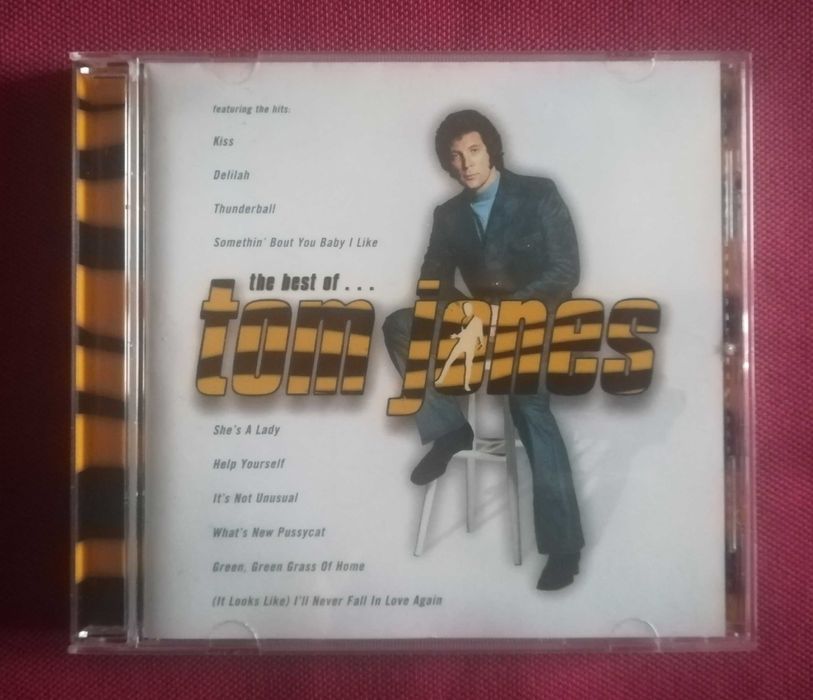 featuring the hits:
Kiss
Delilah
Thunderball
Somethin' Bout You Baby I Like
the best of...
tom jones
She's A Lady
Help Yourself
It's Not Unusual
What's New Pussycat
Green, Green Grass Of Home
(It Looks Like) I'll Never Fall In Love Again